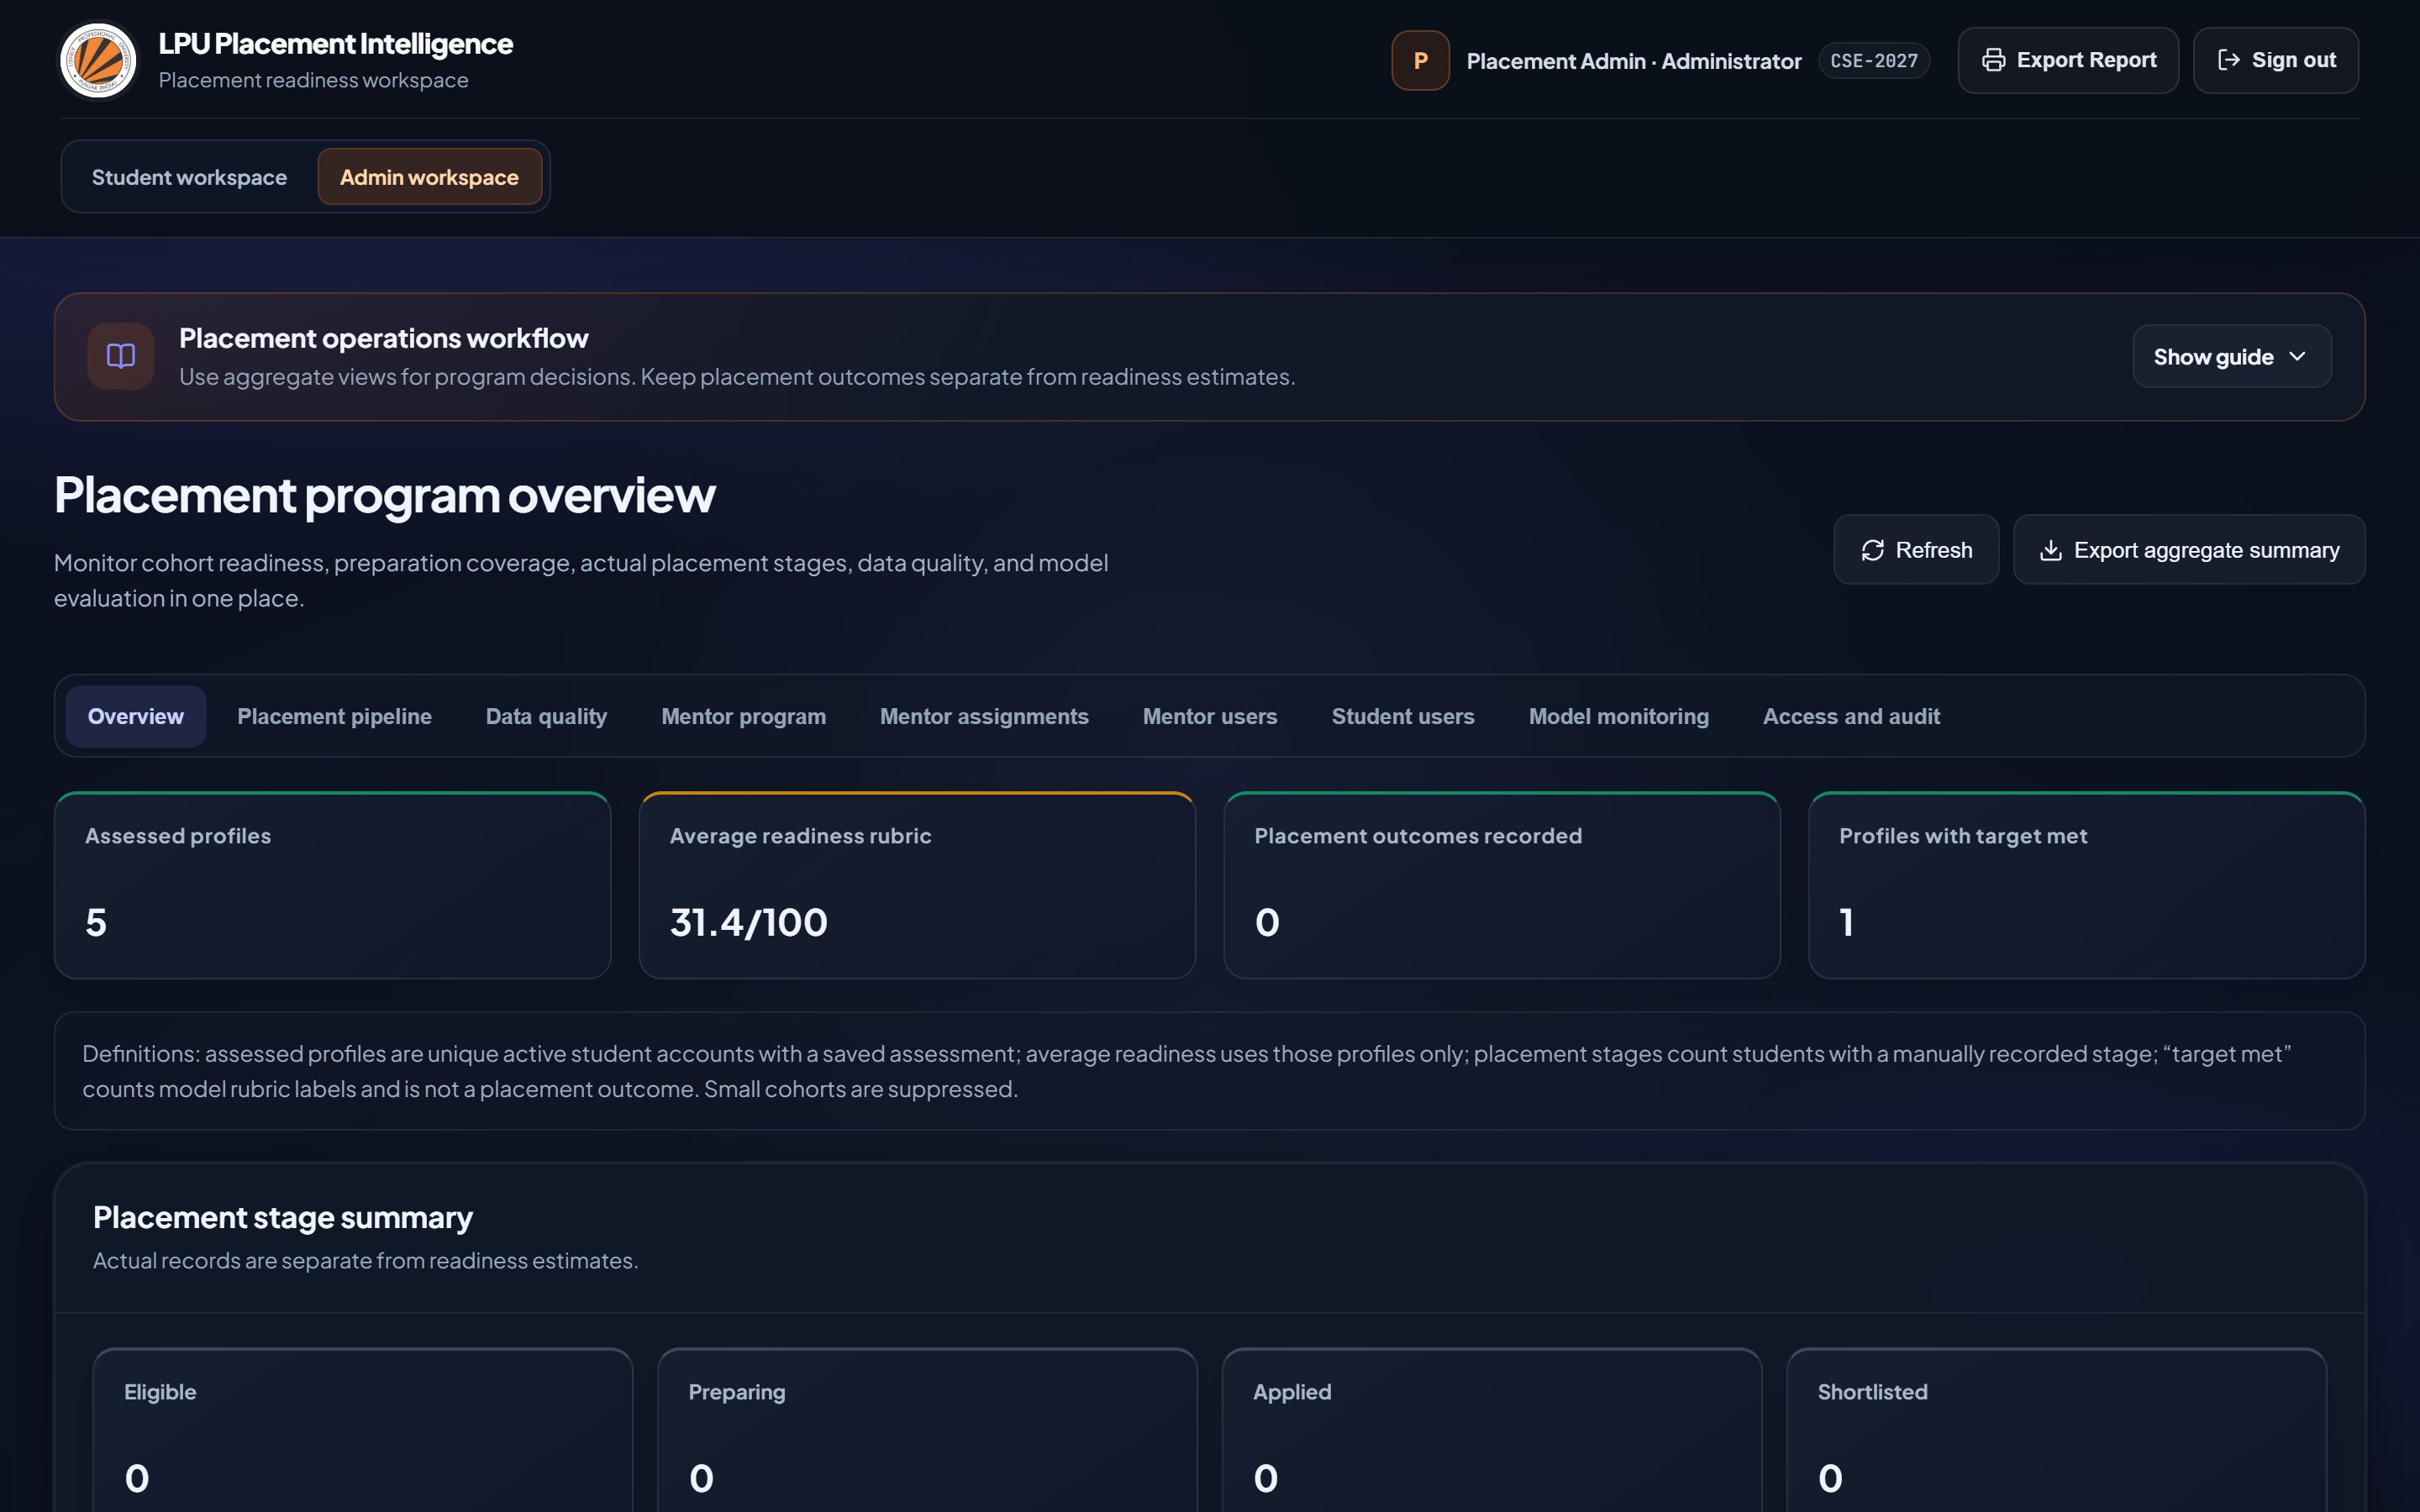 LPU Placement Intelligence
Placement readiness workspace
P
Placement Admin · Administrator
CSE-2027
Export Report
Sign out
Student workspace
Admin workspace
Placement operations workflow
Use aggregate views for program decisions. Keep placement outcomes separate from readiness estimates.
Show guide
Placement program overview
Monitor cohort readiness, preparation coverage, actual placement stages, data quality, and model
evaluation in one place.
Refresh
Export aggregate summary
Overview
Placement pipeline
Data quality
Mentor program
Mentor assignments
Mentor users
Student users
Model monitoring
Access and audit
Assessed profiles
5
Average readiness rubric
31.4/100
Placement outcomes recorded
0
Profiles with target met
1
Definitions: assessed profiles are unique active student accounts with a saved assessment; average readiness uses those profiles only; placement stages count students with a manually recorded stage; “target met”
counts model rubric labels and is not a placement outcome. Small cohorts are suppressed.
Placement stage summary
Actual records are separate from readiness estimates.
Eligible
0
Preparing
0
Applied
0
Shortlisted
0